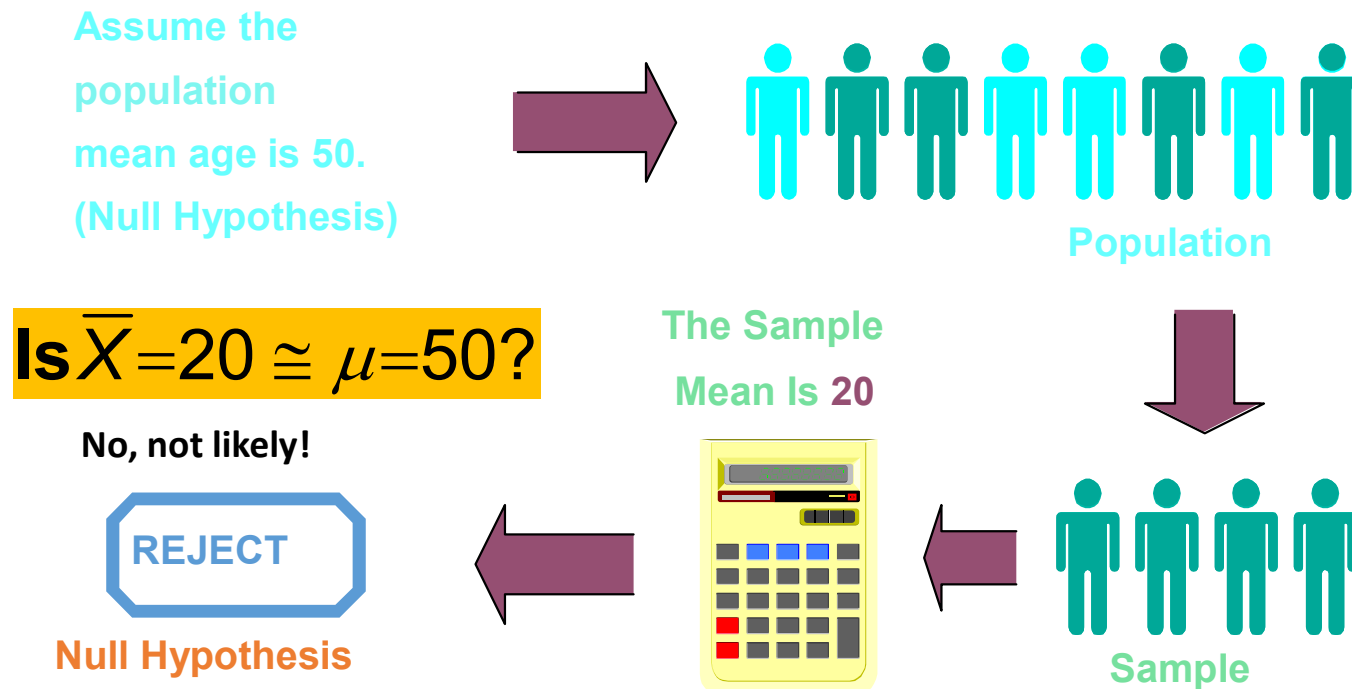 Assume the
population
mean age is 50.
(Null Hypothesis)
Population
Is X̅=20 ≅ μ=50?
No, not likely!
The Sample
Mean Is 20
REJECT
Null Hypothesis
Sample